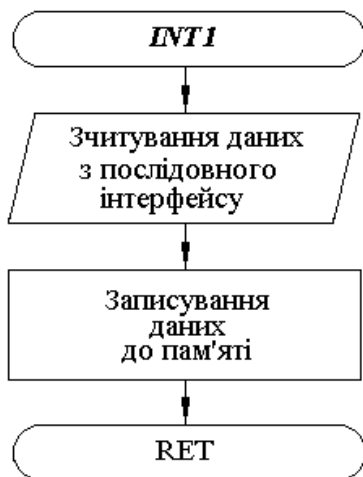 INT1
Зчитування даних
з послідовного
інтерфейсу
Записування
даних
до пам'яті
RET